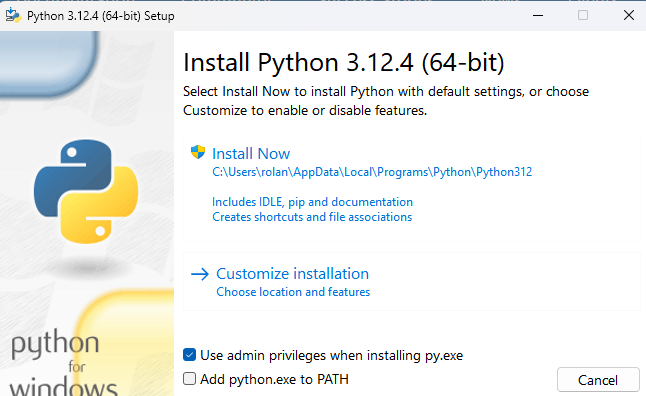 Python 3.12.4 (64-bit) Setup
Install Python 3.12.4 (64-bit)
Select Install Now to install Python with default settings, or choose
Customize to enable or disable features.
Install Now
C:\Users\rolan\AppData\Local\Programs\Python\Python312
Includes IDLE, pip and documentation
Creates shortcuts and file associations
Customize installation
Choose location and features
python
for
windows
Use admin privileges when installing py.exe
Add python.exe to PATH
Cancel